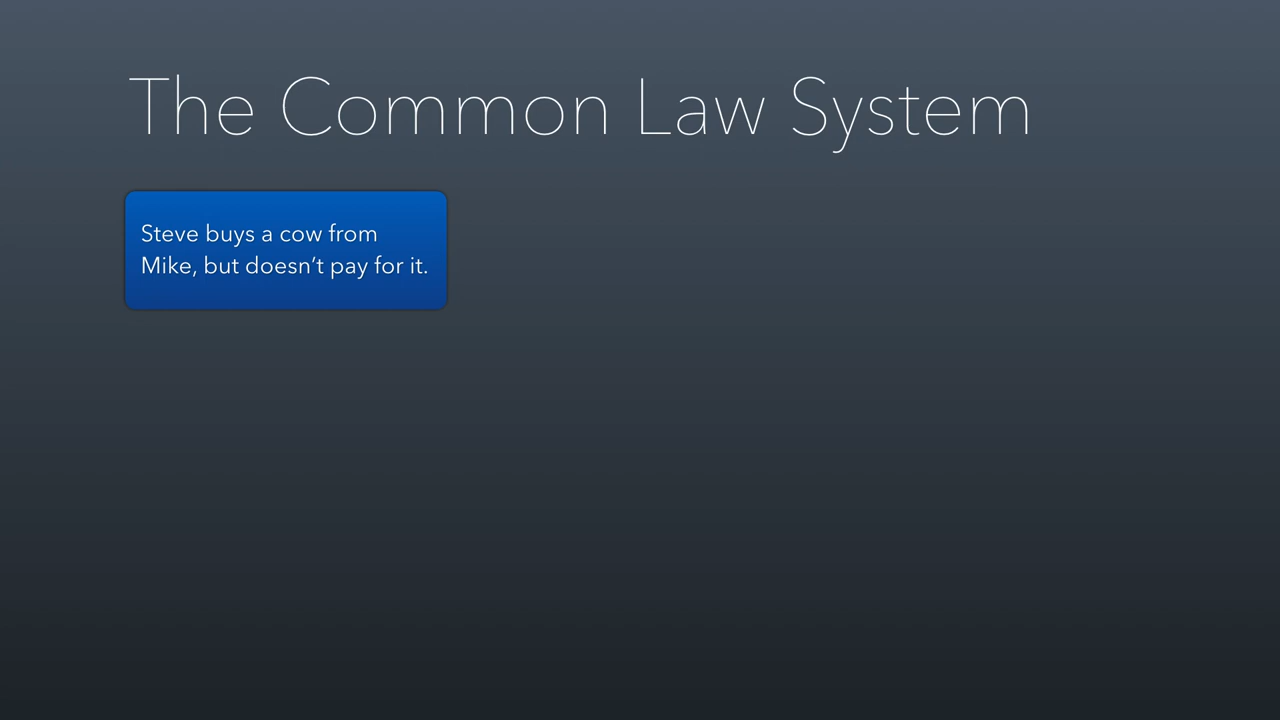 The Common Law System
Steve buys a cow from
Mike, but doesn’t pay for it.